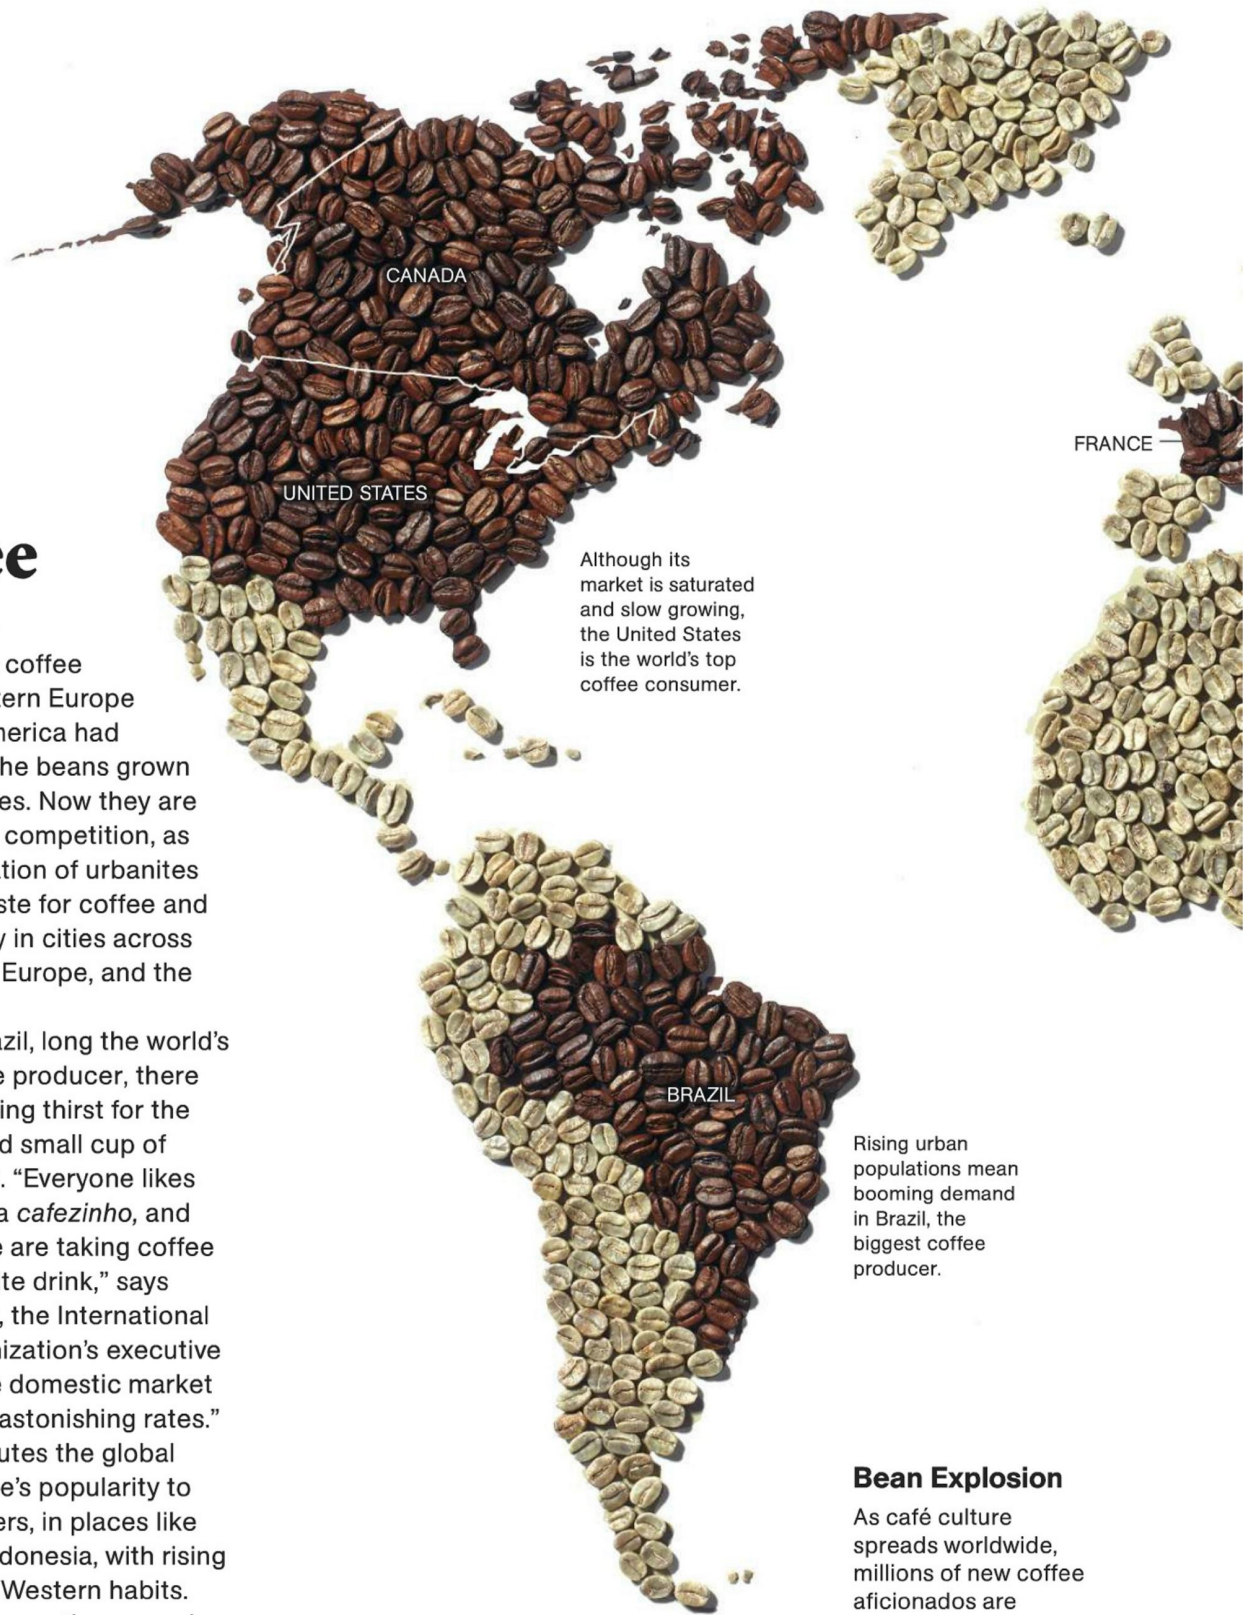 CANADA
UNITED STATES
FRANCE
Although its
market is saturated
and slow growing,
the United States
is the world's top
coffee consumer.
coffee
Europe
had
beans grown
Now they are
competition, as
of urbanites
for coffee and
in cities across
Europe, and the
long the world's
producer, there
thirst for the
small cup of
“Everyone likes
a cafezinho, and
are taking coffee
drink,” says
, the International
executive
domestic market
astonishing rates.”
the global
popularity to
in places like
with rising
Western habits.
BRAZIL
Rising urban
populations mean
booming demand
in Brazil, the
biggest coffee
producer.
Bean Explosion
As café culture
spreads worldwide,
millions of new coffee
aficionados are